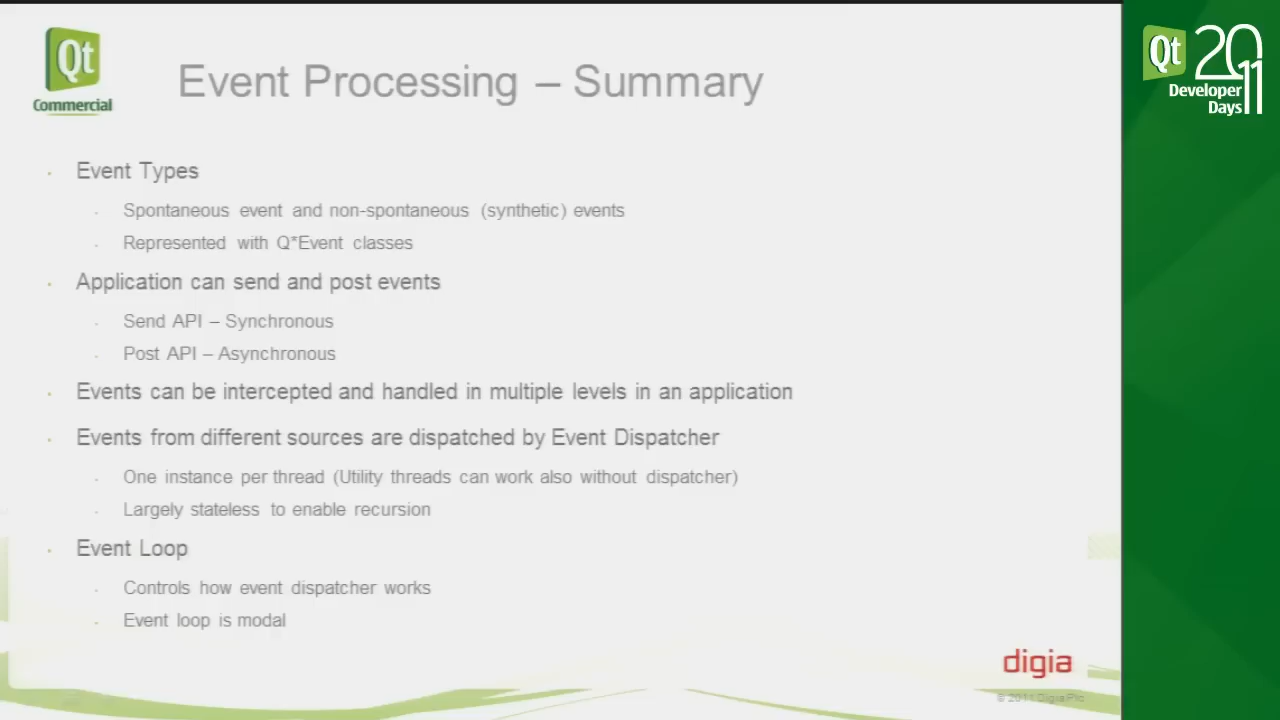 Qt
Commercial
Event Processing – Summary
Event Types
Spontaneous event and non-spontaneous (synthetic) events
Represented with Q*Event classes
Application can send and post events
Send API – Synchronous
Post API – Asynchronous
Events can be intercepted and handled in multiple levels in an application
Events from different sources are dispatched by Event Dispatcher
One instance per thread (Utility threads can work also without dispatcher)
Largely stateless to enable recursion
Event Loop
Controls how event dispatcher works
Event loop is modal
digia
© 2011 Digia Plc
Qt 2011
Developer
Days